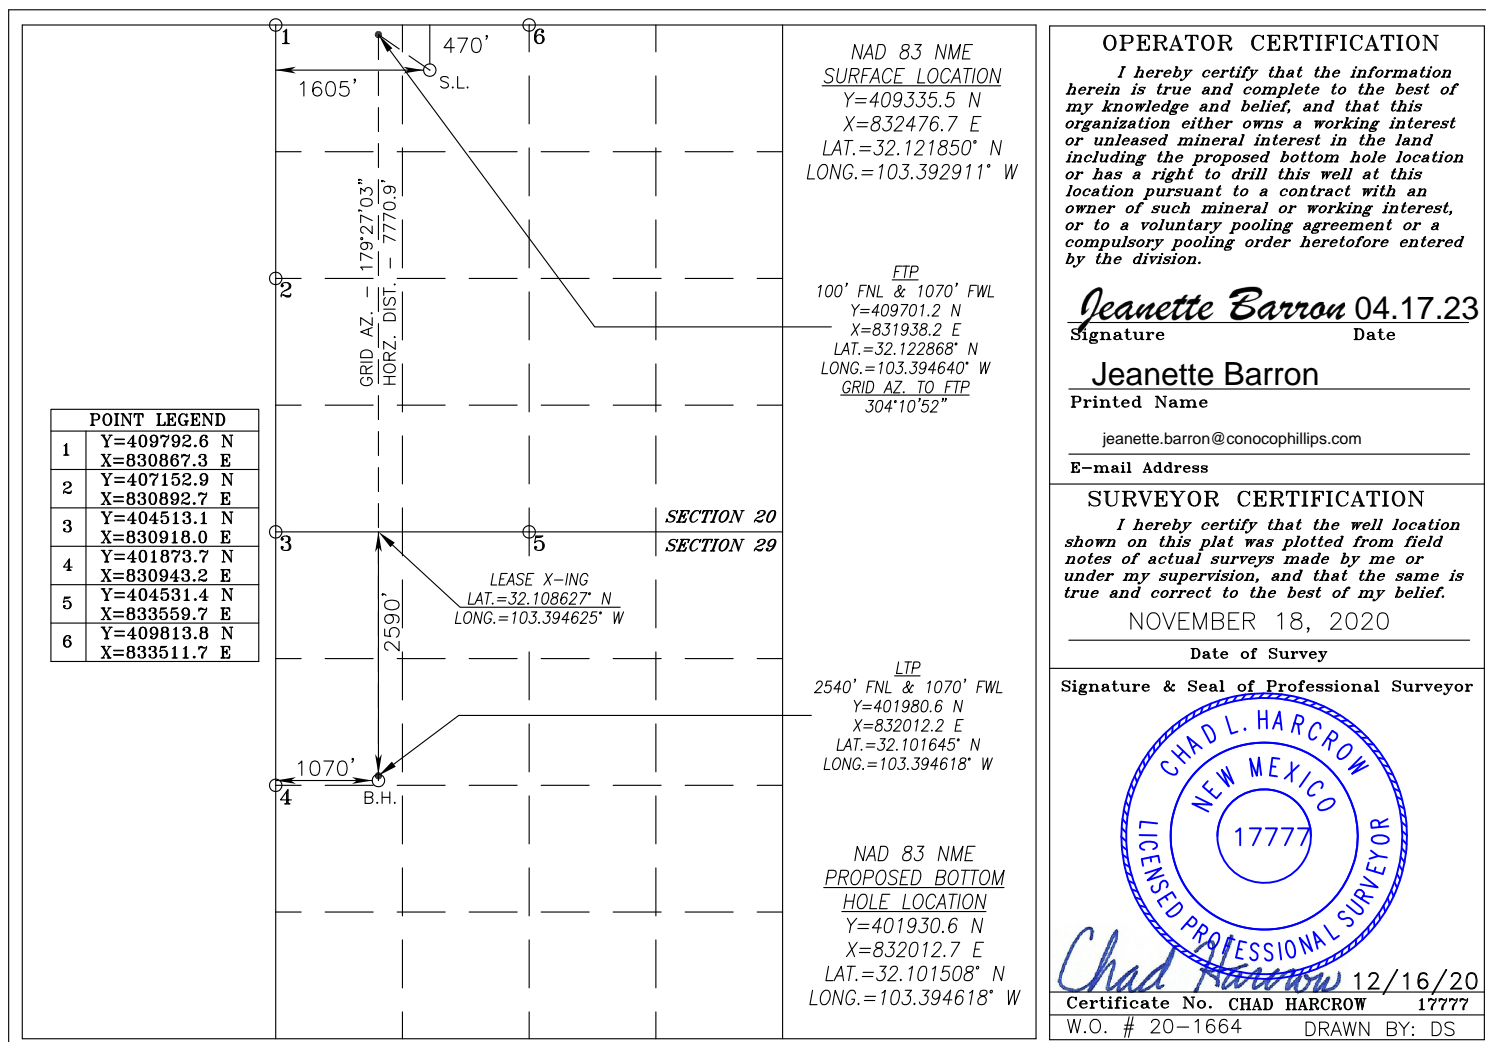 1
470'
6
1605'
S.L.
GRID AZ. - 179°27'03"
HORZ. DIST. - 7770.9'
2
POINT LEGEND
1 Y=409792.6 N
X=830867.3 E
2 Y=407152.9 N
X=830892.7 E
3 Y=404513.1 N
X=830918.0 E
4 Y=401873.7 N
X=830943.2 E
5 Y=404531.4 N
X=833559.7 E
6 Y=409813.8 N
X=833511.7 E
SECTION 20
3
5
SECTION 29
LEASE X-ING
LAT.=32.108627° N
LONG.=103.394625° W
2590'
1070'
4
B.H.
NAD 83 NME
SURFACE LOCATION
Y=409335.5 N
X=832476.7 E
LAT.=32.121850° N
LONG.=103.392911° W
FTP
100' FNL & 1070' FWL
Y=409701.2 N
X=831938.2 E
LAT.=32.122868° N
LONG.=103.394640° W
GRID AZ. TO FTP
304°10'52"
LTP
2540' FNL & 1070' FWL
Y=401980.6 N
X=832012.2 E
LAT.=32.101645° N
LONG.=103.394618° W
NAD 83 NME
PROPOSED BOTTOM
HOLE LOCATION
Y=401930.6 N
X=832012.7 E
LAT.=32.101508° N
LONG.=103.394618° W
OPERATOR CERTIFICATION
I hereby certify that the information
herein is true and complete to the best of
my knowledge and belief, and that this
organization either owns a working interest
or unleased mineral interest in the land
including the proposed bottom hole location
or has a right to drill this well at this
location pursuant to a contract with an
owner of such mineral or working interest,
or to a voluntary pooling agreement or a
compulsory pooling order heretofore entered
by the division.
Jeanette Barron 04.17.23
Signature Date
Jeanette Barron
Printed Name
jeanette.barron@conocophillips.com
E-mail Address
SURVEYOR CERTIFICATION
I hereby certify that the well location
shown on this plat was plotted from field
notes of actual surveys made by me or
under my supervision, and that the same is
true and correct to the best of my belief.
NOVEMBER 18, 2020
Date of Survey
Signature & Seal of Professional Surveyor
CHAD L. HARCROW
NEW MEXICO
17777
LICENSED PROFESSIONAL SURVEYOR
Chad Harcrow 12/16/20
Certificate No. CHAD HARCROW 17777
W.O. # 20-1664 DRAWN BY: DS